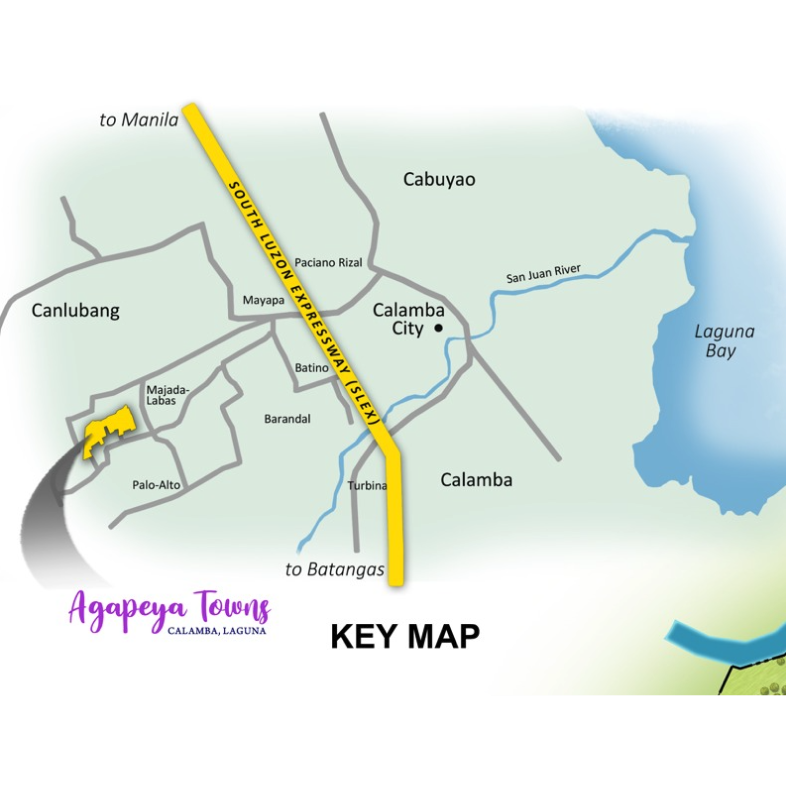 to Manila
Cabuyao
SOUTH LUZON EXPRESSWAY (SLEX)
Paciano Rizal
San Juan River
Mayapa
Canlubang
Calamba
City
Laguna
Bay
Batino
Majada-
Labas
Barandal
Palo-Alto
Turbina
Calamba
to Batangas
Agapeya Towns
CALAMBA, LAGUNA
KEY MAP